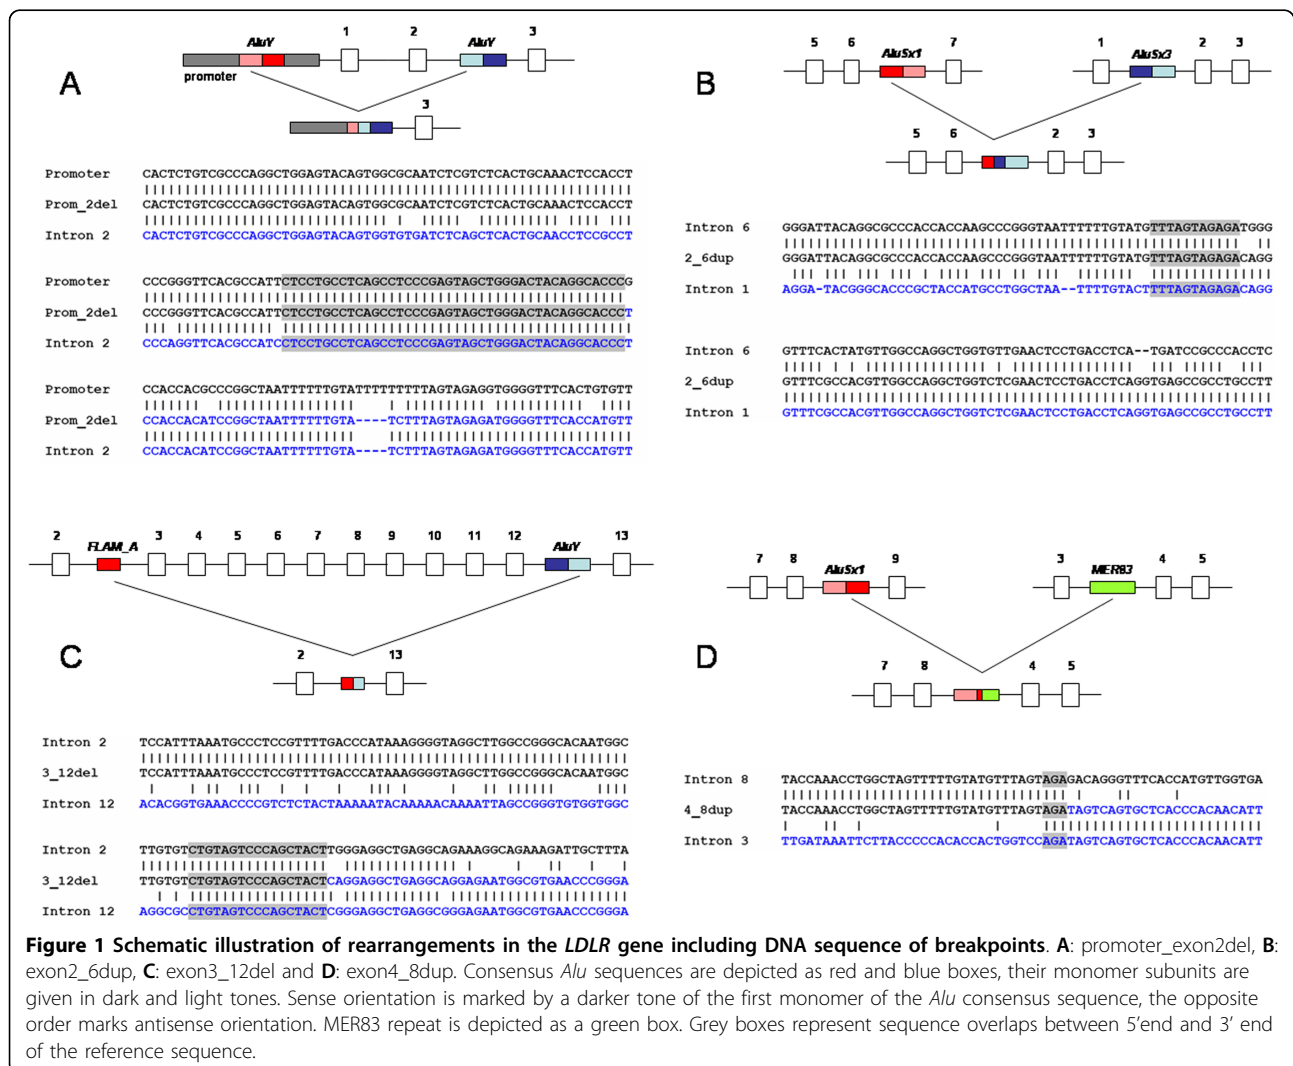 AluY 1 2 AluY 3
promoter
A
3
Promoter CACTCTGTCGCCCAGGCTGGAGTACAGTGGCGCAATCTCGTCTCACTGCAAACTCCACCT
Prom_2del CACTCTGTCGCCCAGGCTGGAGTACAGTGGCGCAATCTCGTCTCACTGCAAACTCCACCT
Intron 2 CACTCTGTCGCCCAGGCTGGAGTACAGTGGTGTGATCTCAGCTCACTGCAACCTCCGCCT
Promoter CCCGGGTTCACGCCATTCTCCTGCCTCAGCCTCCCGAGTAGCTGGGACTACAGGCACCCG
Prom_2del CCCGGGTTCACGCCATTCTCCTGCCTCAGCCTCCCGAGTAGCTGGGACTACAGGCACCCT
Intron 2 CCCAGGTTCACGCCATCCTCCTGCCTCAGCCTCCCGAGTAGCTGGGACTACAGGCACCCT
Promoter CCACCACGCCCGGCTAATTTTTTGTATTTTTTTTTAGTAGAGGTGGGGTTTCACTGTGTT
Prom_2del CCACCACATCCGGCTAATTTTTTGTA----TCTTTAGTAGAGATGGGGTTTCACCATGTT
Intron 2 CCACCACATCCGGCTAATTTTTTGTA----TCTTTAGTAGAGATGGGGTTTCACCATGTT
5 6 AluSx1 7 1 AluSx3 2 3
B
5 6 2 3
Intron 6 GGGATTACAGGCGCCCACCACCAAGCCCGGGTAATTTTTTGTATGTTTAGTAGAGATGGG
2_6dup GGGATTACAGGCGCCCACCACCAAGCCCGGGTAATTTTTTGTATGTTTAGTAGAGACAGG
Intron 1 AGGA-TACGGGCACCCGCTACCATGCCTGGCTAA--TTTTGTACTTTTAGTAGAGACAGG
Intron 6 GTTTCACTATGTTGGCCAGGCTGGTGTTGAACTCCTGACCTCA--TGATCCGCCCACCTC
2_6dup GTTTCGCCACGTTGGCCAGGCTGGTCTCGAACTCCTGACCTCAGGTGAGCCGCCTGCCTT
Intron 1 GTTTCGCCACGTTGGCCAGGCTGGTCTCGAACTCCTGACCTCAGGTGAGCCGCCTGCCTT
2 FLAM_A 3 4 5 6 7 8 9 10 11 12 AluY 13
C
2 13
Intron 2 TCCATTTAAATGCCCTCCGTTTTGACCCATAAAGGGGTAGGCTTGGCCGGGCACAATGGC
3_12del TCCATTTAAATGCCCTCCGTTTTGACCCATAAAGGGGTAGGCTTGGCCGGGCACAATGGC
Intron 12 ACACGGTGAAACCCCGTCTCTACTAAAAATACAAAAACAAAATTAGCCGGGTGTGGTGGC
Intron 2 TTGTGTCTGTAGTCCCAGCTACTTGGGAGGCTGAGGCAGAAAGGCAGAAAGATTGCTTTA
3_12del TTGTGTCTGTAGTCCCAGCTACTCAGGAGGCTGAGGCAGGAGAATGGCGTGAACCCGGGA
Intron 12 AGGCGCCTGTAGTCCCAGCTACTCGGGAGGCTGAGGCGGGAGAATGGCGTGAACCCGGGA
7 8 AluSx1 9 3 MER83 4 5
D
7 8 4 5
Intron 8 TACCAAACCTGGCTAGTTTTTGTATGTTTAGTAGAGACAGGGTTTCACCATGTTGGTGA
4_8dup TACCAAACCTGGCTAGTTTTTGTATGTTTAGTAGATAGTCAGTGCTCACCCACAACATT
Intron 3 TTGATAAATTCTTACCCCCACACCACTGGTCCAGATAGTCAGTGCTCACCCACAACATT
Figure 1 Schematic illustration of rearrangements in the LDLR gene including DNA sequence of breakpoints. A: promoter_exon2del, B:
exon2_6dup, C: exon3_12del and D: exon4_8dup. Consensus Alu sequences are depicted as red and blue boxes, their monomer subunits are
given in dark and light tones. Sense orientation is marked by a darker tone of the first monomer of the Alu consensus sequence, the opposite
order marks antisense orientation. MER83 repeat is depicted as a green box. Grey boxes represent sequence overlaps between 5'end and 3' end
of the reference sequence.